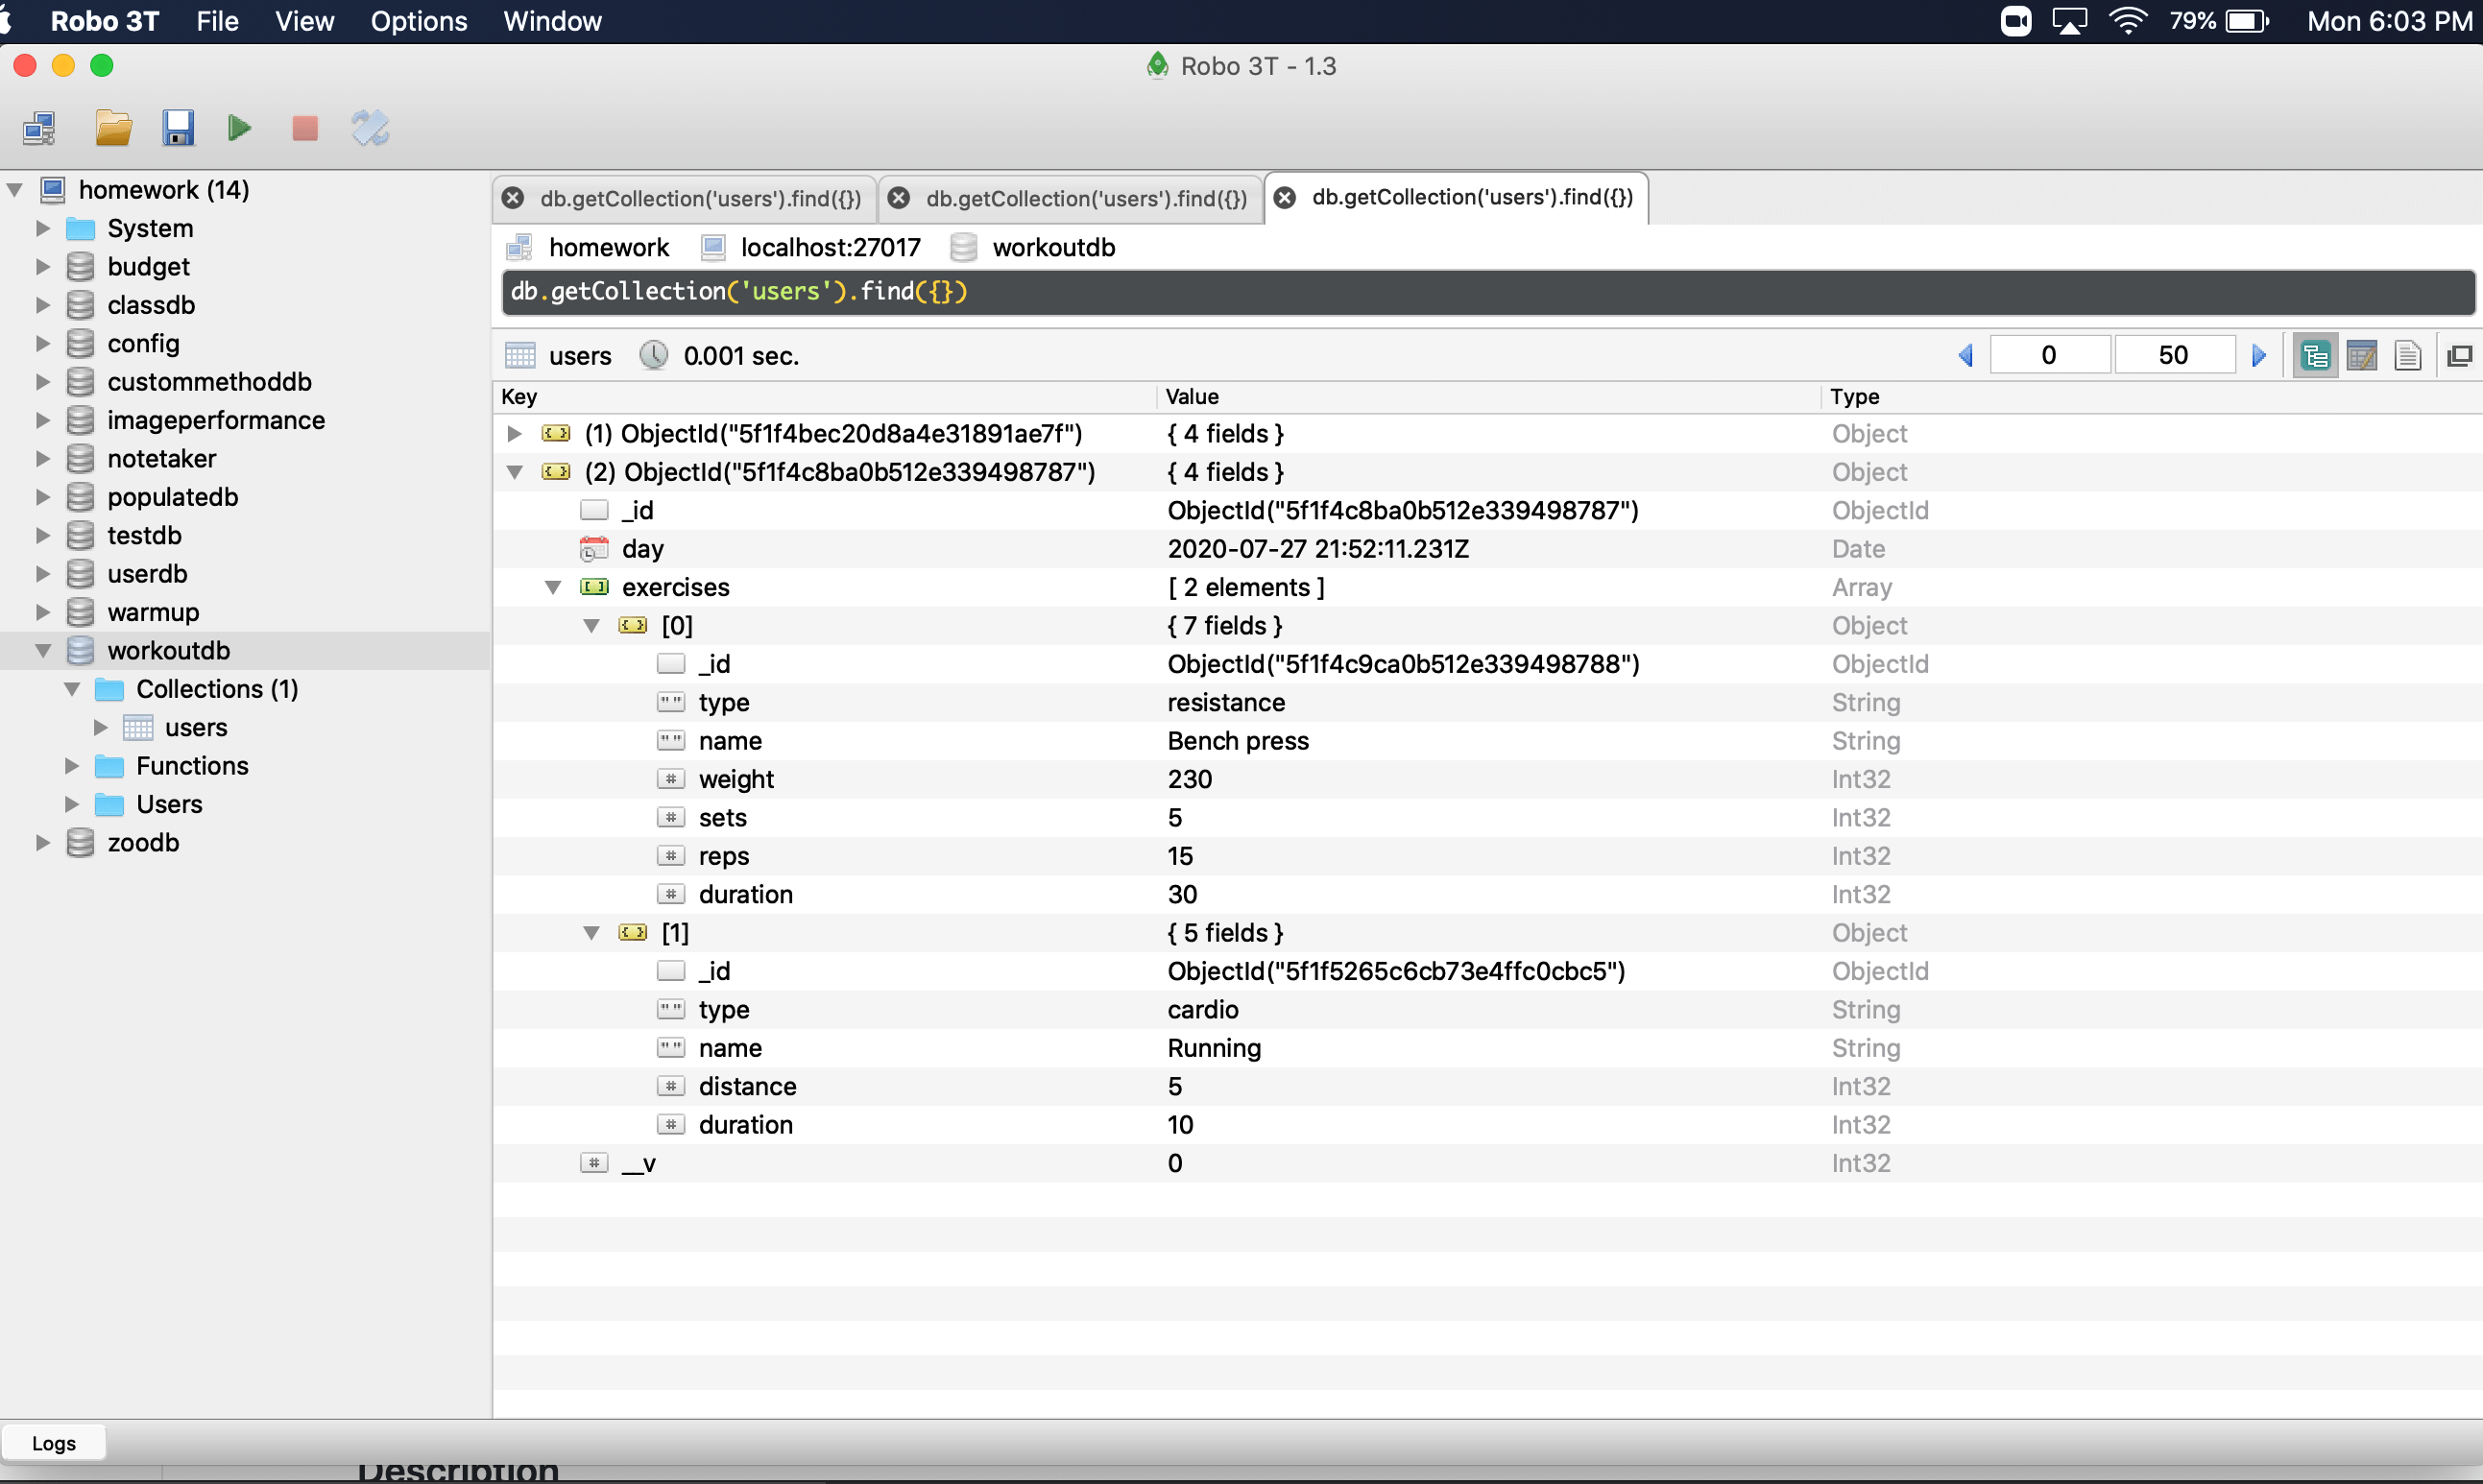 Robo 3T File View Options Window 79% Mon 6:03 PM
Robo 3T - 1.3
homework (14)
System
budget
classdb
config
custommethoddb
imageperformance
notetaker
populatedb
testdb
userdb
warmup
workoutdb
Collections (1)
users
Functions
Users
zoodb
db.getCollection('users').find({}) db.getCollection('users').find({}) db.getCollection('users').find({})
homework localhost:27017 workoutdb
db.getCollection('users').find({})
users 0.001 sec. 0 50
Key Value Type
(1) ObjectId("5f1f4bec20d8a4e31891ae7f") { 4 fields } Object
(2) ObjectId("5f1f4c8ba0b512e339498787") { 4 fields } Object
_id ObjectId("5f1f4c8ba0b512e339498787") ObjectId
day 2020-07-27 21:52:11.231Z Date
exercises [ 2 elements ] Array
[0] { 7 fields } Object
_id ObjectId("5f1f4c9ca0b512e339498788") ObjectId
type resistance String
name Bench press String
weight 230 Int32
sets 5 Int32
reps 15 Int32
duration 30 Int32
[1] { 5 fields } Object
_id ObjectId("5f1f5265c6cb73e4ffc0cbc5") ObjectId
type cardio String
name Running String
distance 5 Int32
duration 10 Int32
__v 0 Int32
Logs
Description